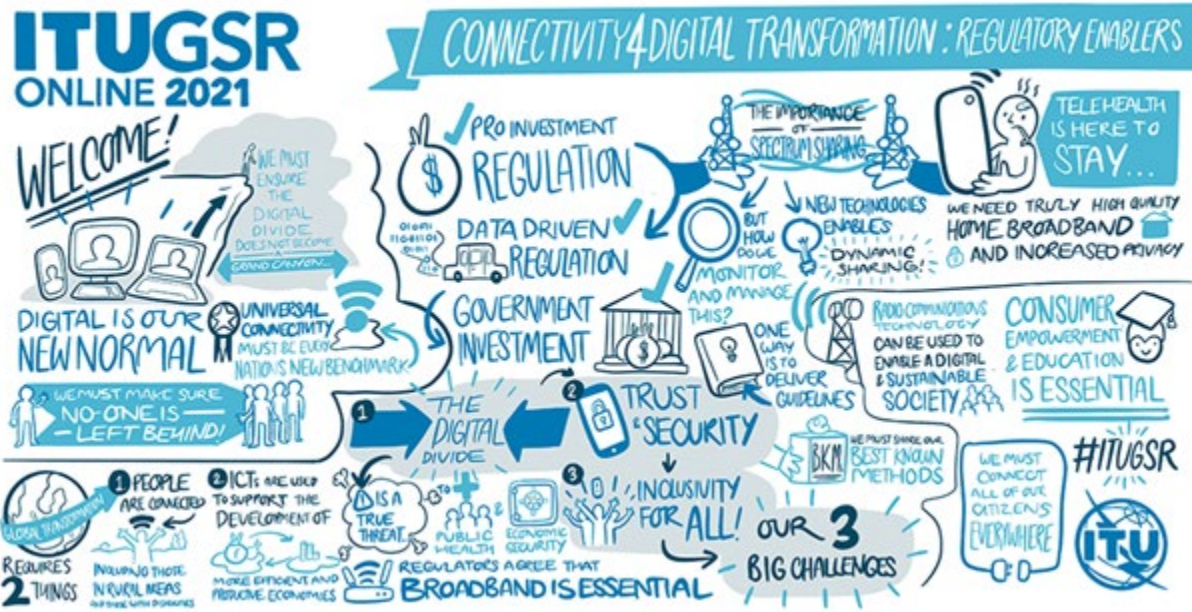 ITUGSR
ONLINE 2021
CONNECTIVITY4DIGITAL TRANSFORMATION: REGULATORY ENABLERS
WELCOME!
WE MUST
ENSURE
THE
DIGITAL
DIVIDE
DOES NOT BECOME
A
GRAND CANYON...
DIGITAL IS OUR
NEW NORMAL
UNIVERSAL
CONNECTIVITY
MUST BE EVERY
NATIONS NEW BENCHMARK!
WE MUST MAKE SURE
NO-ONE IS
LEFT BEHIND!
GLOBAL TRANSFORMATION
REQUIRES
2 THINGS
1 PEOPLE
ARE CONNECTED
INCLUDING THOSE
IN RURAL AREAS
AND THOSE WITH DISABILITIES
2 ICTs ARE USED
TO SUPPORT THE
DEVELOPMENT OF
MORE EFFICIENT AND
PRODUCTIVE ECONOMIES
PRO INVESTMENT
REGULATION
DATA DRIVEN
REGULATION
GOVERNMENT
INVESTMENT
THE IMPORTANCE
OF
SPECTRUM SHARING
BUT
HOW
DO WE
MONITOR
AND MANAGE
THIS?
NEW TECHNOLOGIES
ENABLES
DYNAMIC
SHARING!
ONE
WAY
IS TO
DELIVER
GUIDELINES
TELEHEALTH
IS HERE TO
STAY...
WE NEED TRULY HIGH QUALITY
HOME BROADBAND
AND INCREASED PRIVACY
RADIO COMMUNICATIONS
TECHNOLOGY
CAN BE USED TO
ENABLE A DIGITAL
& SUSTAINABLE
SOCIETY
CONSUMER
EMPOWERMENT
& EDUCATION
IS ESSENTIAL
1
THE
DIGITAL
DIVIDE
IS A
TRUE
THREAT
TO
PUBLIC
HEALTH
&
ECONOMIC
SECURITY
2
TRUST
& SECURITY
3
INCLUSIVITY
FOR ALL!
OUR 3
BIG CHALLENGES
REGULATORS AGREE THAT
BROADBAND IS ESSENTIAL
BKM
WE MUST SHARE OUR
BEST KNOWN
METHODS
WE MUST
CONNECT
ALL OF OUR
CITIZENS
EVERYWHERE
#ITUGSR
ITU